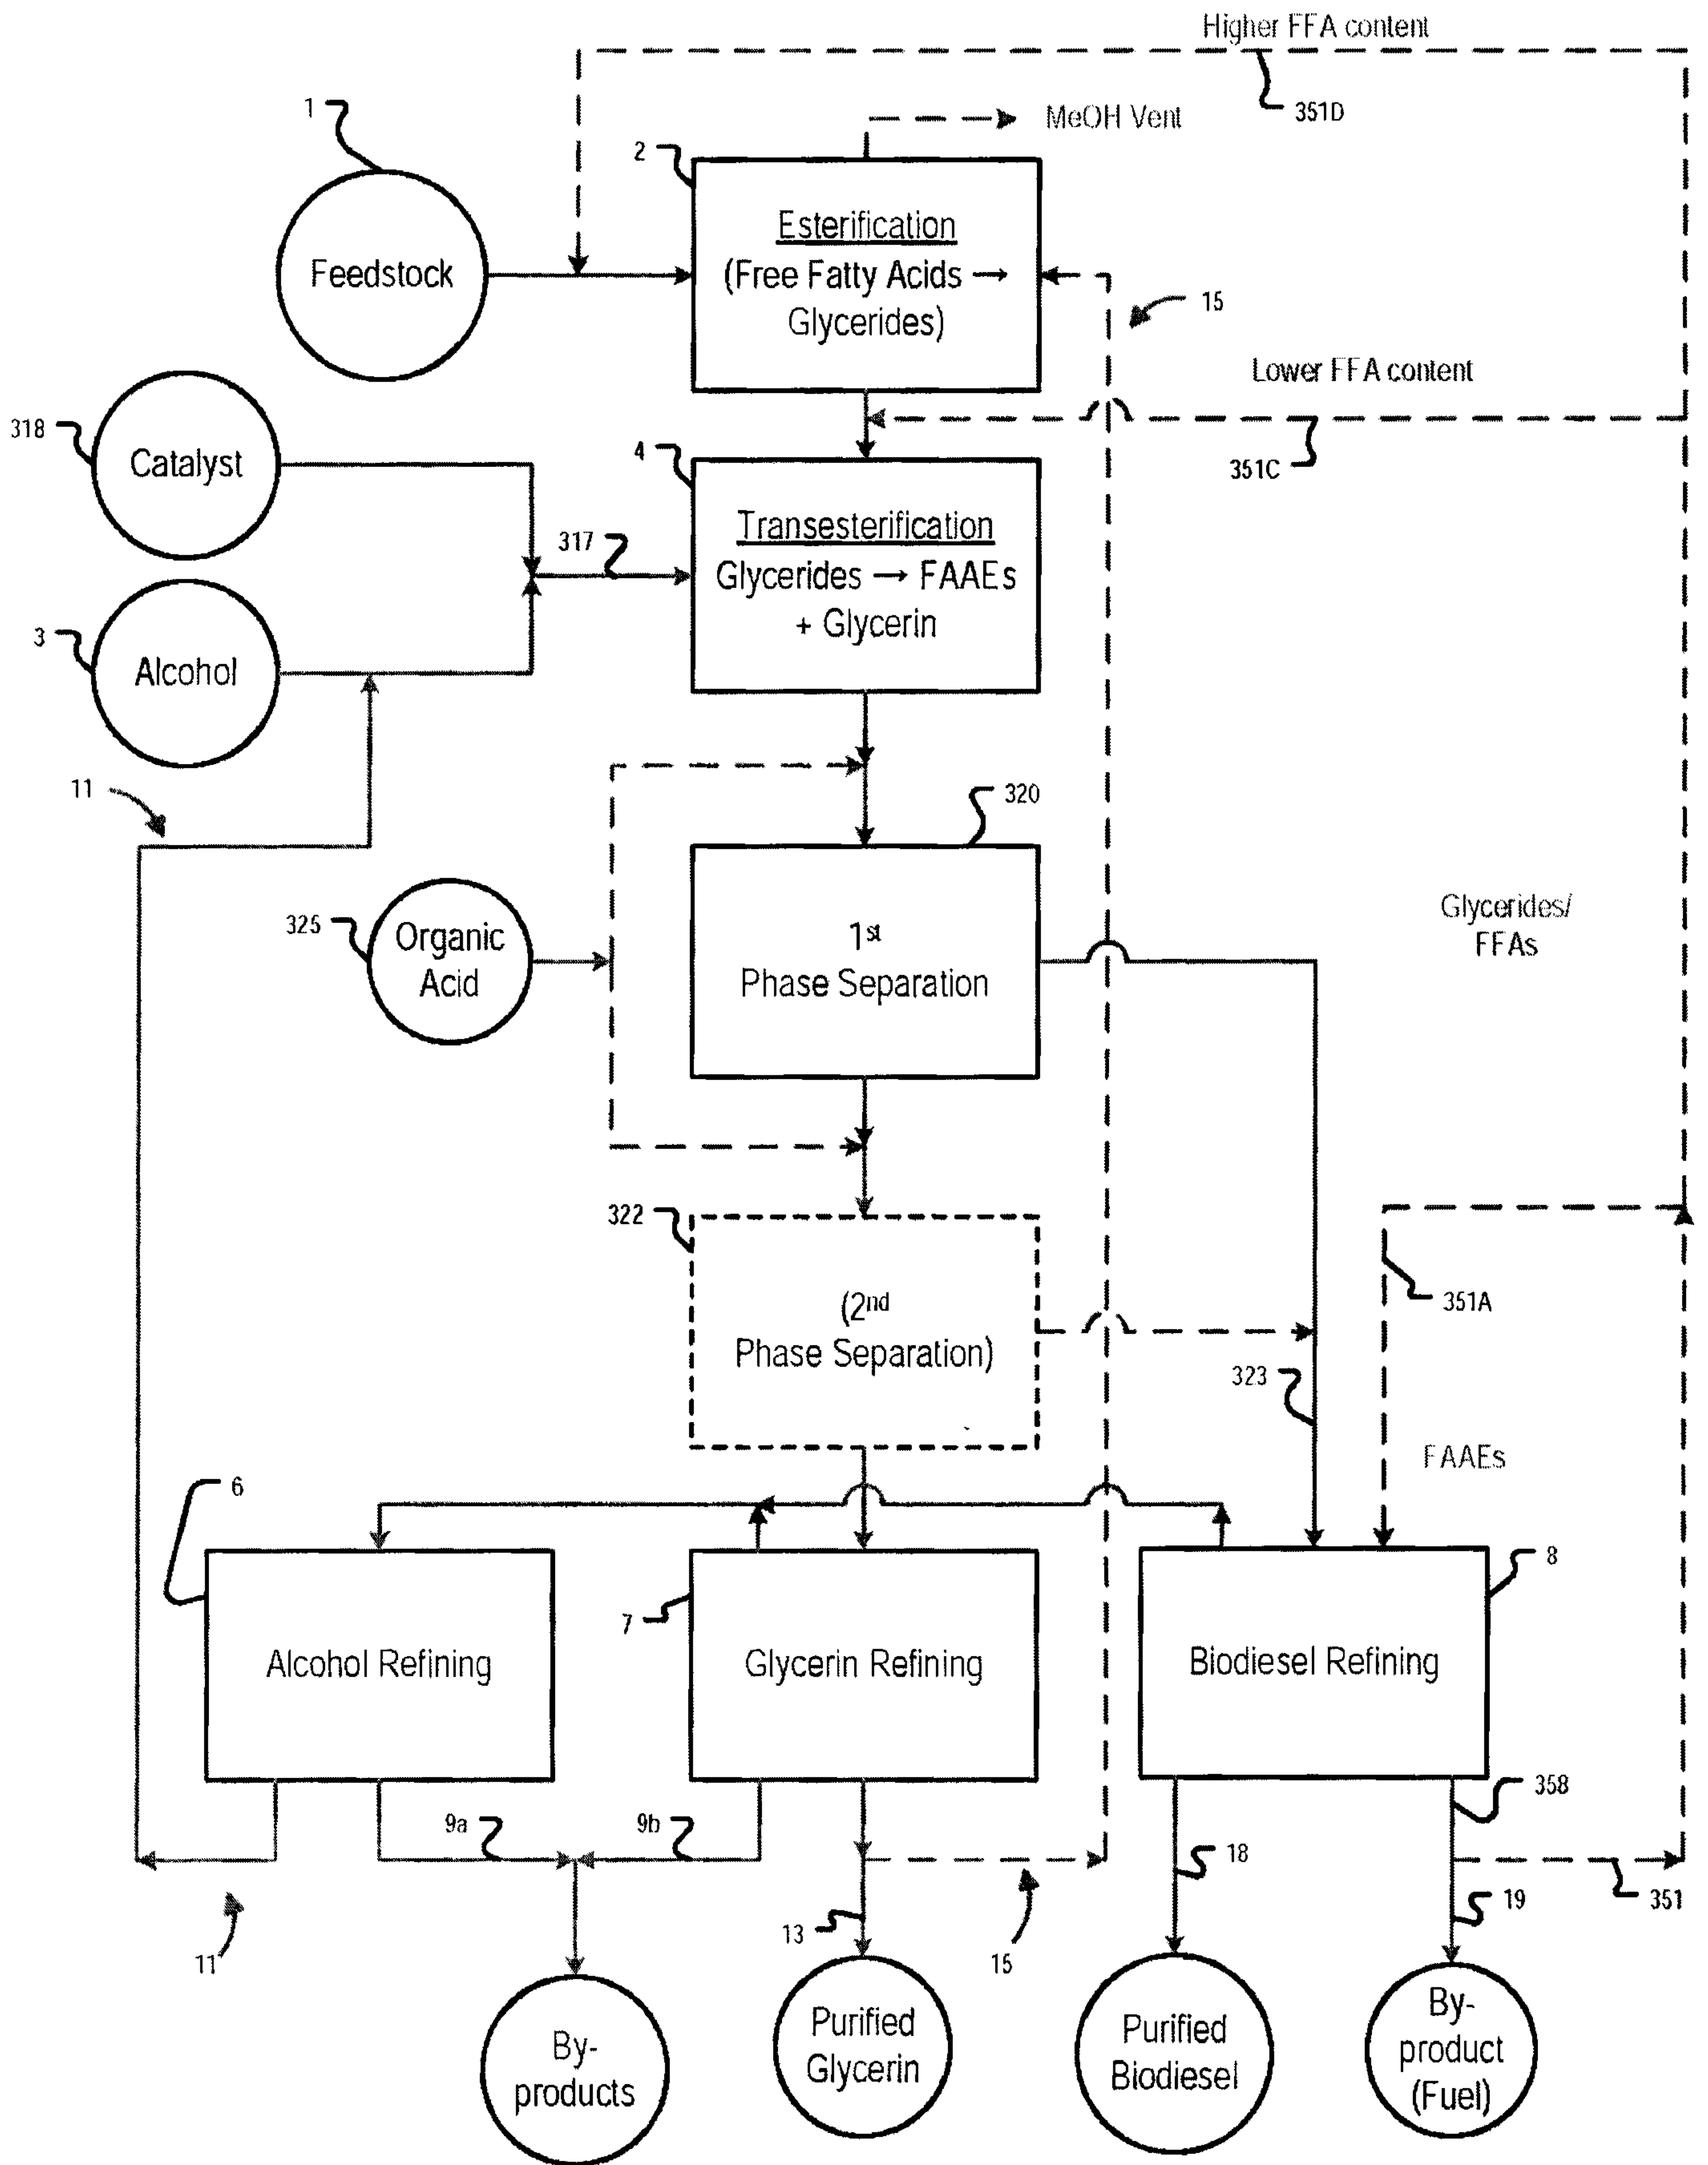 Higher FFA content
351D
MeOH Vent
1
2
Feedstock
Esterification
(Free Fatty Acids →
Glycerides)
15
Lower FFA content
351C
318
Catalyst
4
Transesterification
Glycerides → FAAEs
+ Glycerin
317
3
Alcohol
11
320
325
Organic
Acid
1st
Phase Separation
Glycerides/
FFAs
322
(2nd
Phase Separation)
351A
323
FAAEs
6
8
7
Alcohol Refining
Glycerin Refining
Biodiesel Refining
358
9a
9b
18
351
19
13
11
15
By-
products
Purified
Glycerin
Purified
Biodiesel
By-
product
(Fuel)